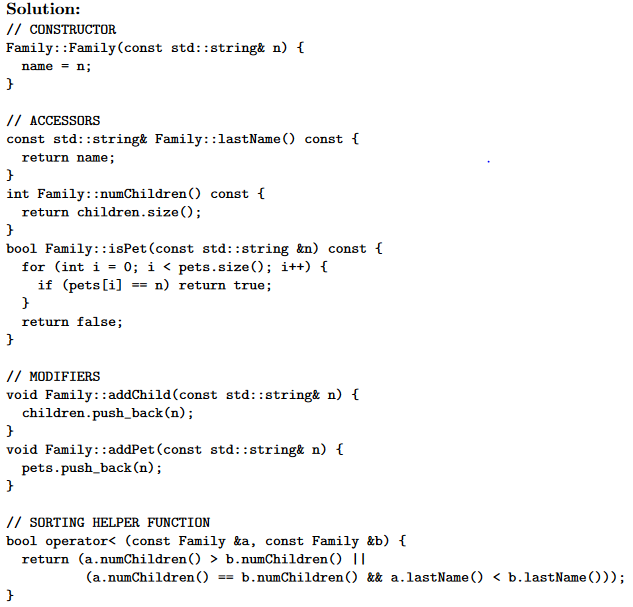 Solution:
// CONSTRUCTOR
Family::Family(const std::string& n) {
  name = n;
}

// ACCESSORS
const std::string& Family::lastName() const {
  return name;
}
int Family::numChildren() const {
  return children.size();
}
bool Family::isPet(const std::string &n) const {
  for (int i = 0; i < pets.size(); i++) {
    if (pets[i] == n) return true;
  }
  return false;
}

// MODIFIERS
void Family::addChild(const std::string& n) {
  children.push_back(n);
}
void Family::addPet(const std::string& n) {
  pets.push_back(n);
}

// SORTING HELPER FUNCTION
bool operator< (const Family &a, const Family &b) {
  return (a.numChildren() > b.numChildren() ||
          (a.numChildren() == b.numChildren() && a.lastName() < b.lastName()));
}